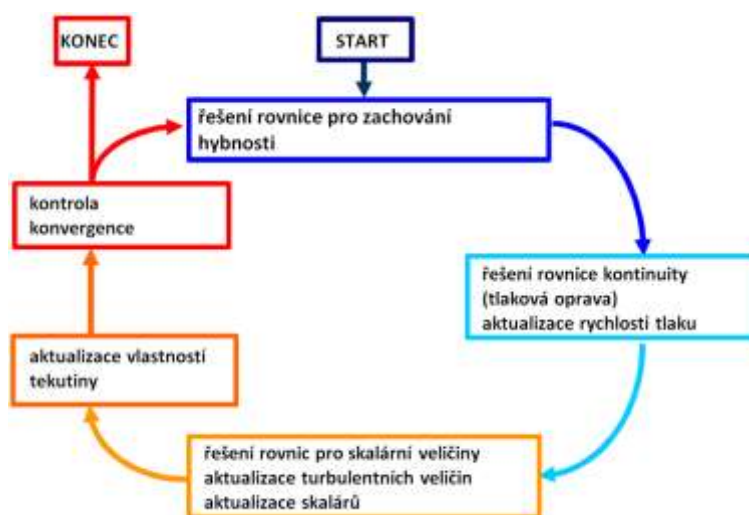 KONEC
START
řešení rovnice pro zachování
hybnosti
kontrola
konvergence
řešení rovnice kontinuity
(tlaková oprava)
aktualizace rychlostí tlaku
aktualizace vlastností
tekutiny
řešení rovnic pro skalární veličiny
aktualizace turbulentních veličin
aktualizace skalárů